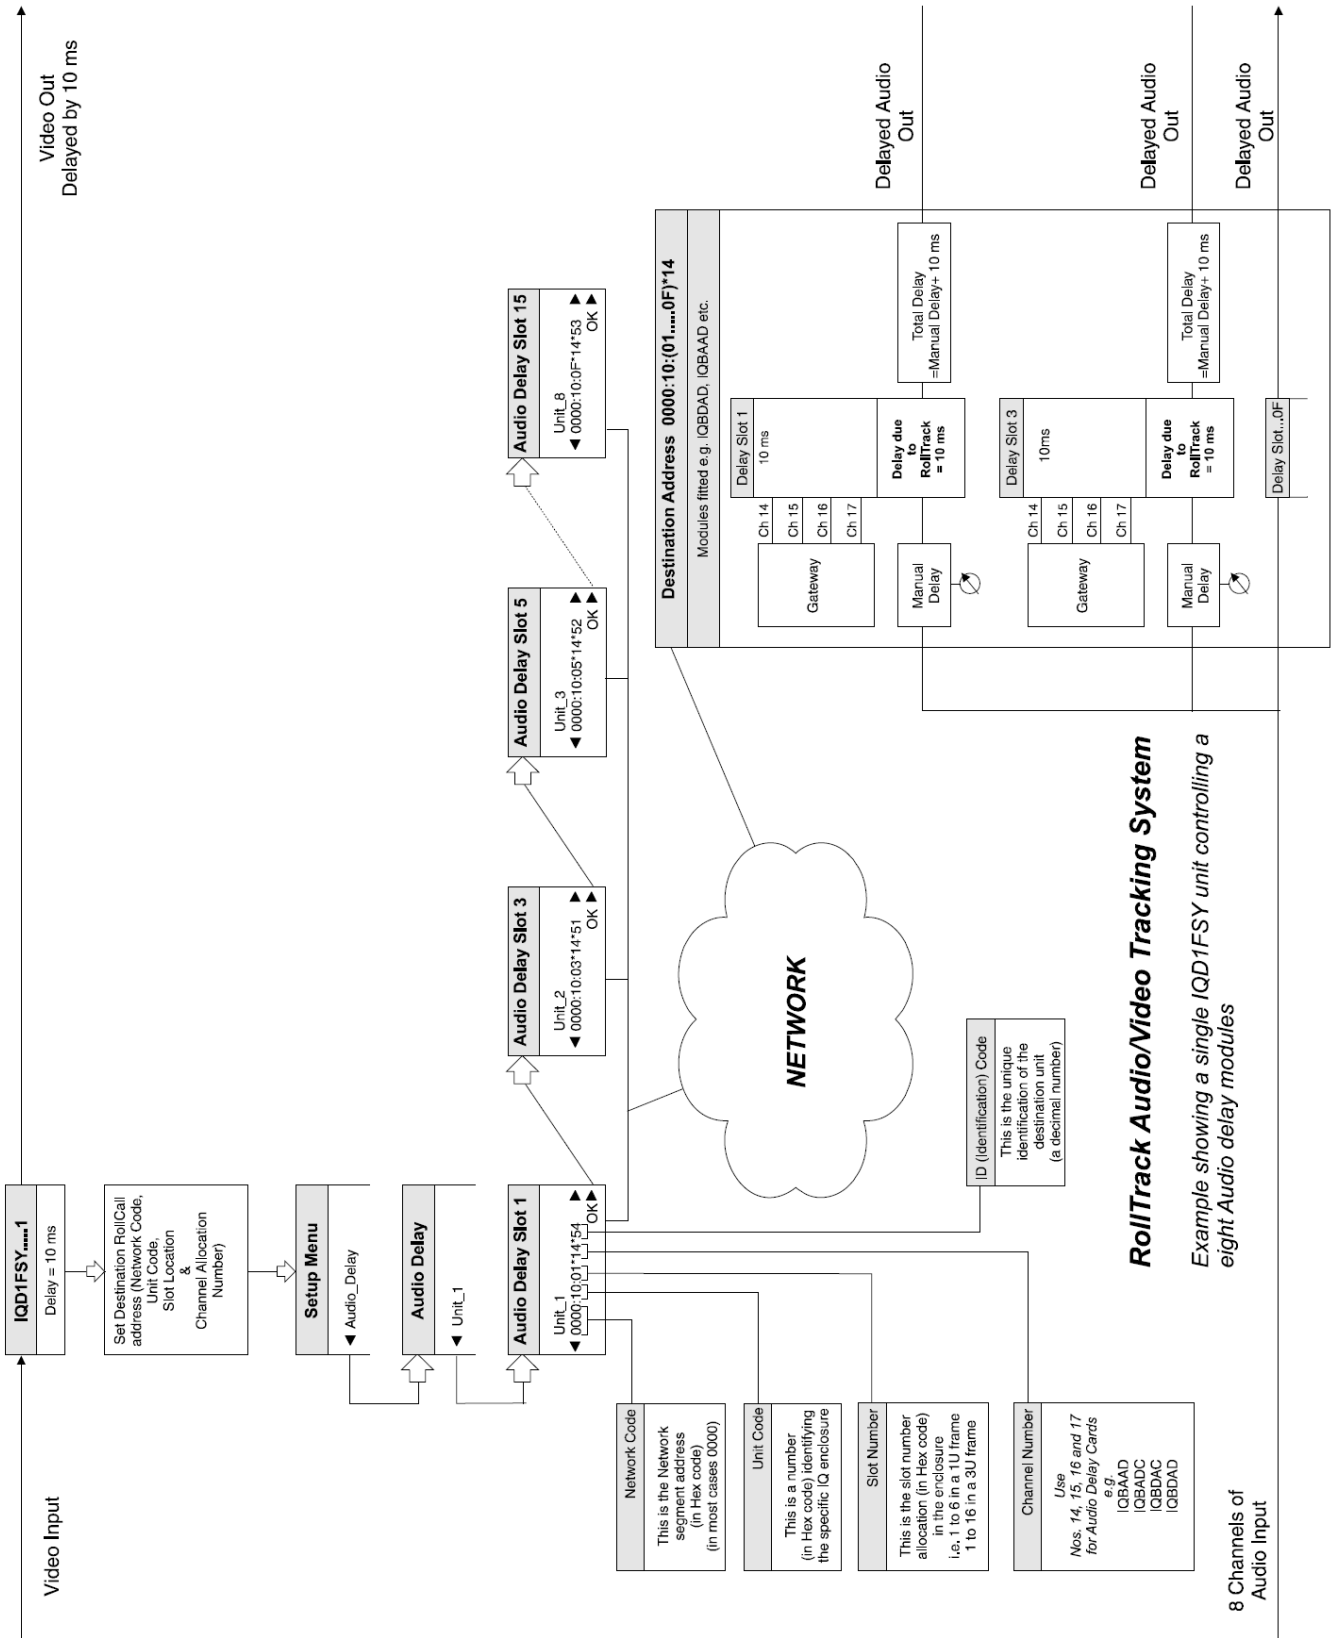 Video Input
IQD1FSY.....1
Delay = 10 ms
Video Out
Delayed by 10 ms
Set Destination RollCall
address (Network Code,
Unit Code,
Slot Location
&
Channel Allocation
Number)
Setup Menu
◀ Audio_Delay
Audio Delay
◀ Unit_1
Audio Delay Slot 1
Unit_1 ▶
◀ 0000:10:01*14*54
OK ▶
Audio Delay Slot 3
Unit_2 ▶
◀ 0000:10:03*14*51
OK ▶
Audio Delay Slot 5
Unit_3 ▶
◀ 0000:10:05*14*52
OK ▶
Audio Delay Slot 15
Unit_8 ▶
◀ 0000:10:0F*14*53
OK ▶
Network Code
This is the Network
segment address
(in Hex code)
(in most cases 0000)
Unit Code
This is a number
(in Hex code) identifying
the specific IQ enclosure
Slot Number
This is the slot number
allocation (in Hex code)
in the enclosure
i.e, 1 to 6 in a 1U frame
1 to 16 in a 3U frame
Channel Number
Use
Nos. 14, 15, 16 and 17
for Audio Delay Cards
e.g.
IQBAAD
IQBADC
IQBDAC
IQBDAD
ID (Identification) Code
This is the unique
identification of the
destination unit
(a decimal number)
NETWORK
Destination Address 0000:10:(01.....0F)*14
Modules fitted e.g. IQBDAD, IQBAAD etc.
Gateway
Ch 14
Ch 15
Ch 16
Ch 17
Delay Slot 1
10 ms
Manual
Delay
Delay due
to
RollTrack
= 10 ms
Total Delay
=Manual Delay+ 10 ms
Delayed Audio
Out
Gateway
Ch 14
Ch 15
Ch 16
Ch 17
Delay Slot 3
10ms
Manual
Delay
Delay due
to
RollTrack
= 10 ms
Total Delay
=Manual Delay+ 10 ms
Delayed Audio
Out
Delay Slot...0F
Delayed Audio
Out
RollTrack Audio/Video Tracking System
Example showing a single IQD1FSY unit controlling a
eight Audio delay modules
8 Channels of
Audio Input